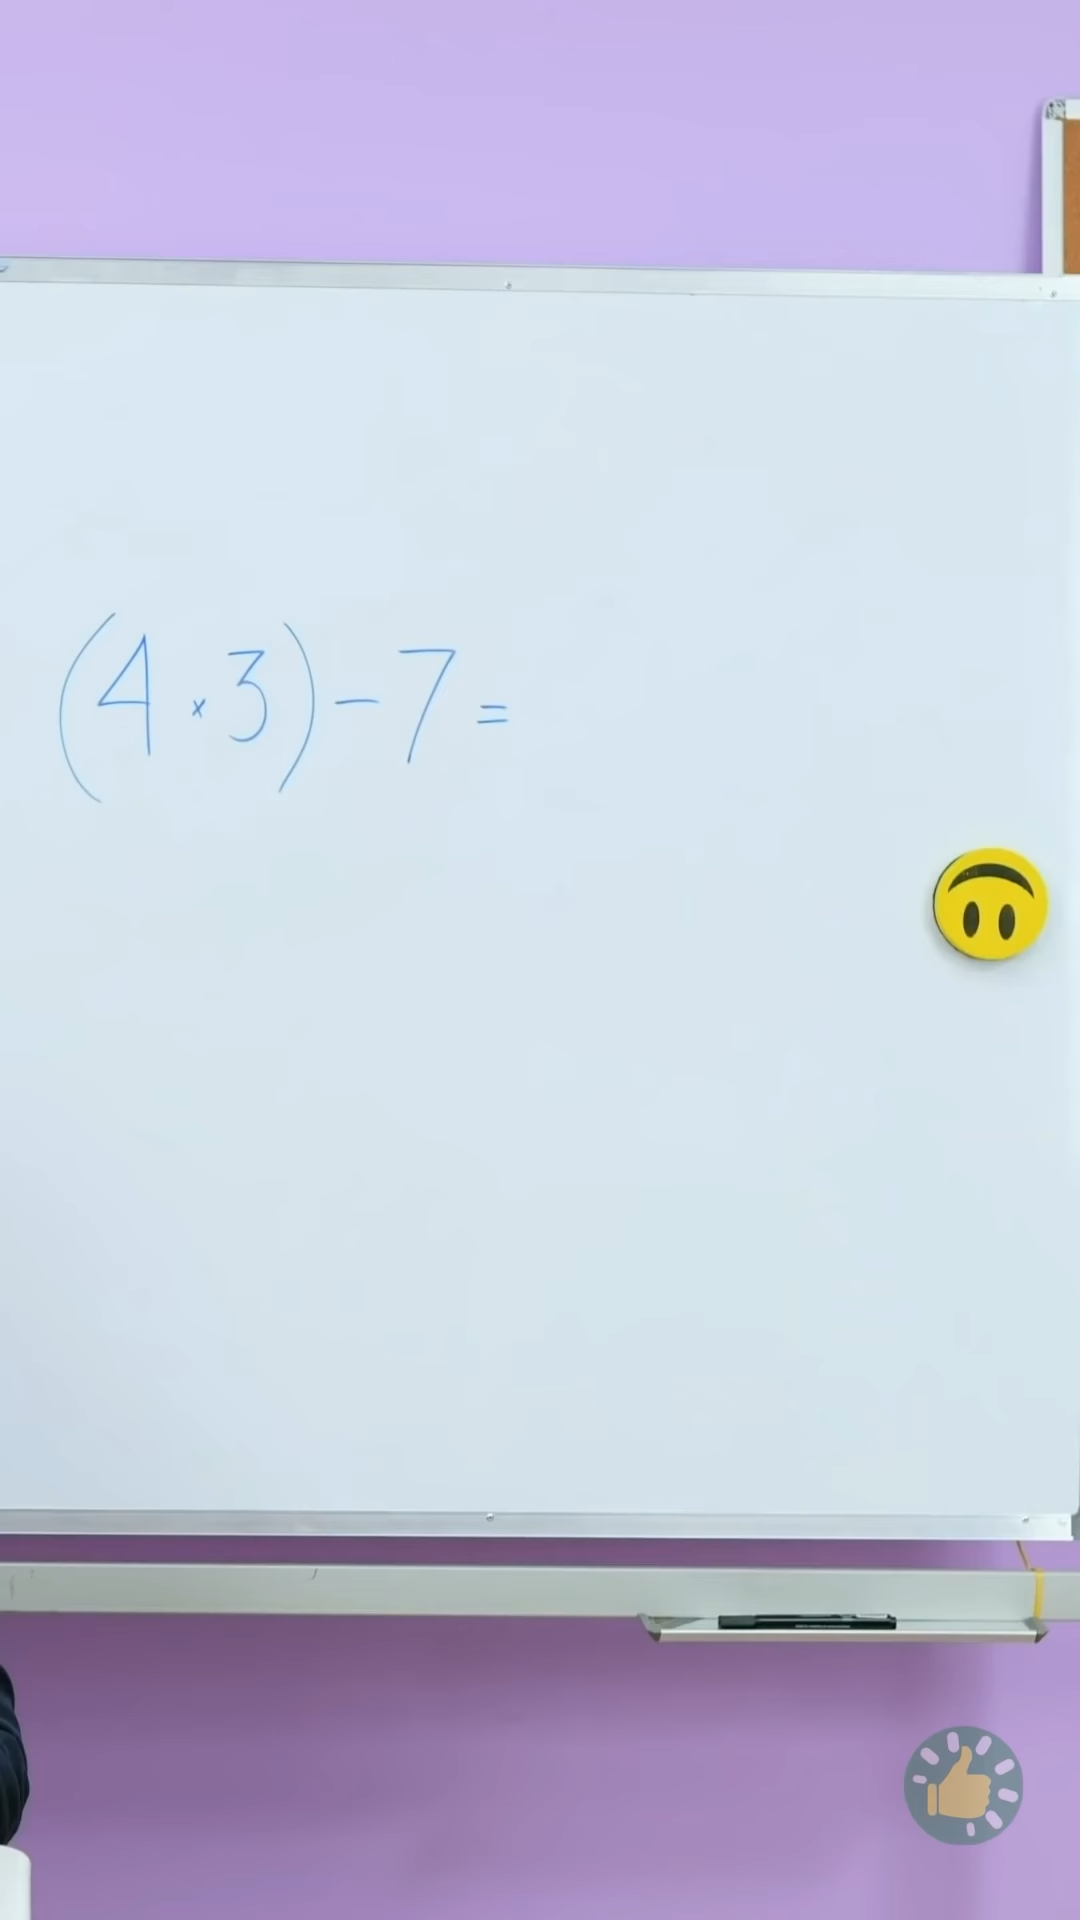 (4 × 3) - 7 =